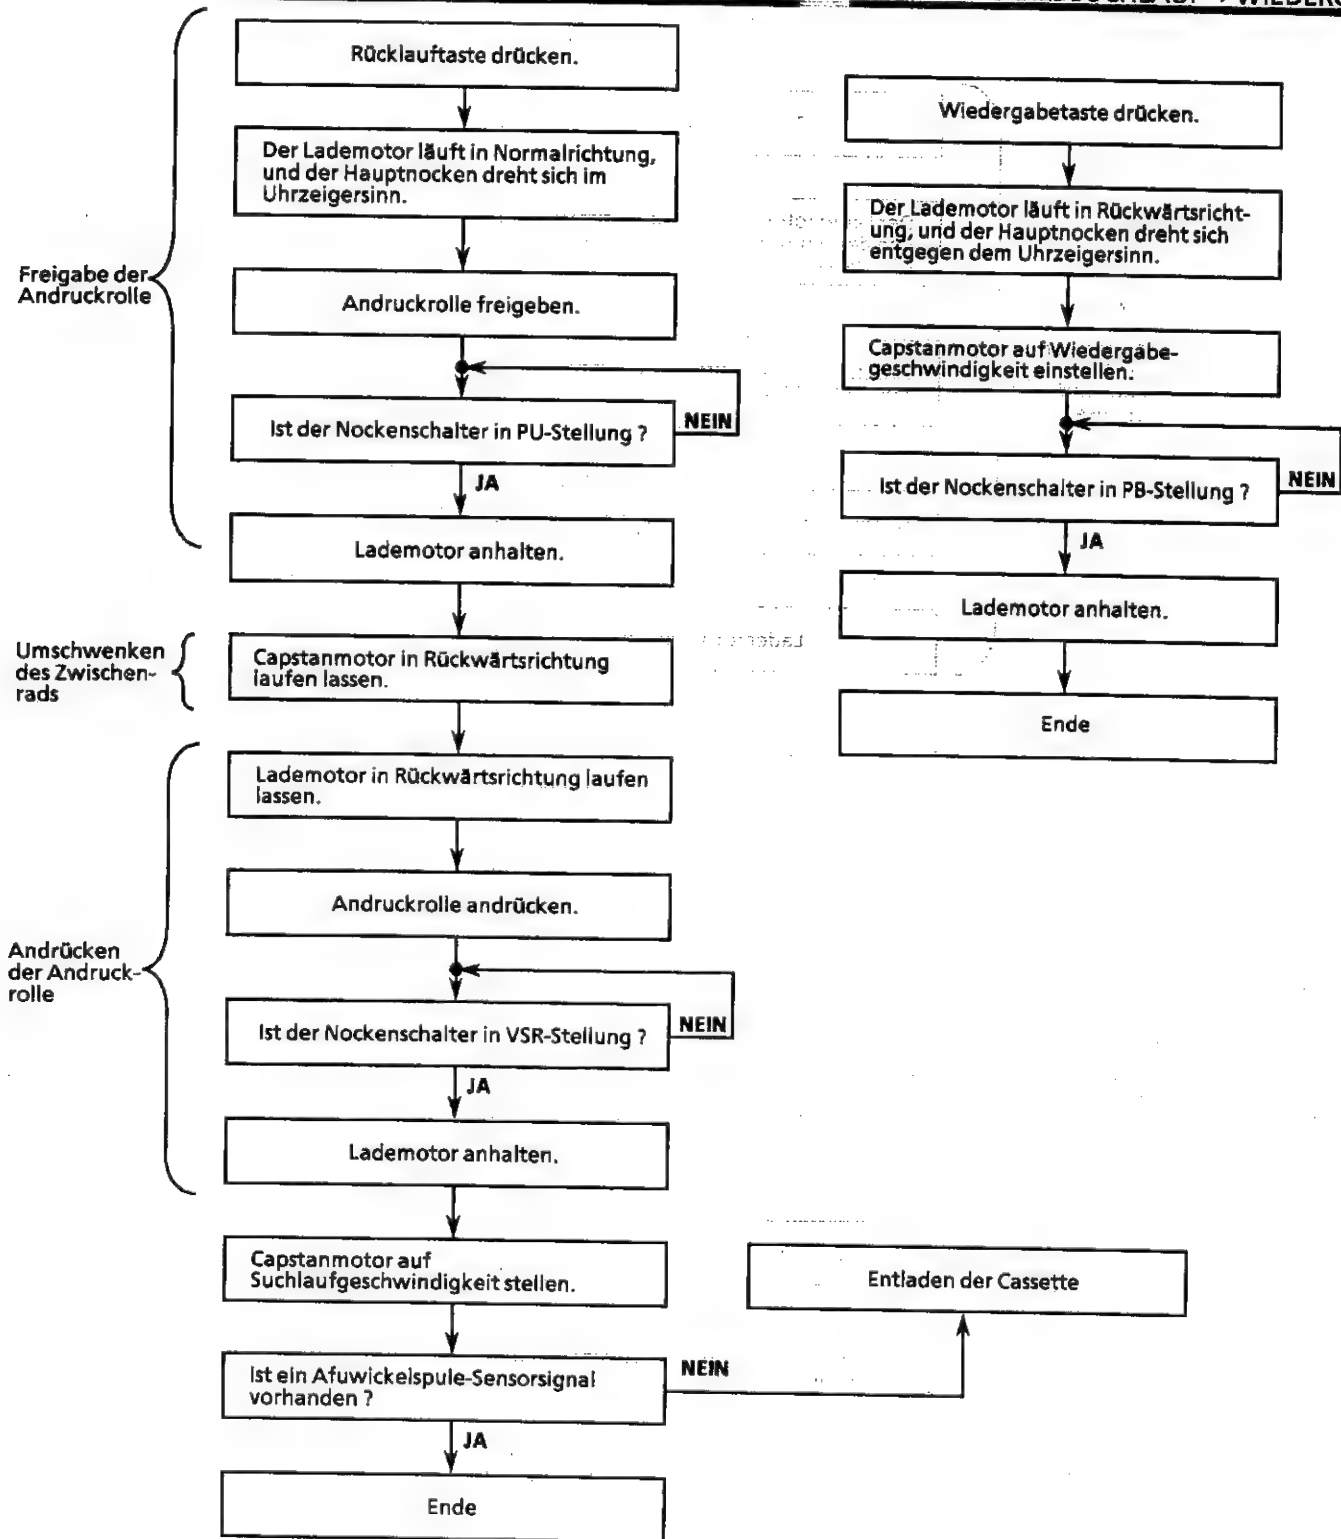 Rücklauftaste drücken.
Der Lademotor läuft in Normalrichtung,
und der Hauptnocken dreht sich im
Uhrzeigersinn.
Freigabe der
Andruckrolle
Andruckrolle freigeben.
Ist der Nockenschalter in PU-Stellung ?
NEIN
JA
Lademotor anhalten.
Umschwenken
des Zwischen-
rads
Capstanmotor in Rückwärtsrichtung
laufen lassen.
Lademotor in Rückwärtsrichtung laufen
lassen.
Andruckrolle andrücken.
Andrücken
der Andruck-
rolle
Ist der Nockenschalter in VSR-Stellung ?
NEIN
JA
Lademotor anhalten.
Capstanmotor auf
Suchlaufgeschwindigkeit stellen.
Ist ein Afuwickelspule-Sensorsignal
vorhanden ?
NEIN
JA
Ende
Entladen der Cassette
Wiedergabetaste drücken.
Der Lademotor läuft in Rückwärtsricht-
ung, und der Hauptnocken dreht sich
entgegen dem Uhrzeigersinn.
Capstanmotor auf Wiedergabe-
geschwindigkeit einstellen.
Ist der Nockenschalter in PB-Stellung ?
NEIN
JA
Lademotor anhalten.
Ende